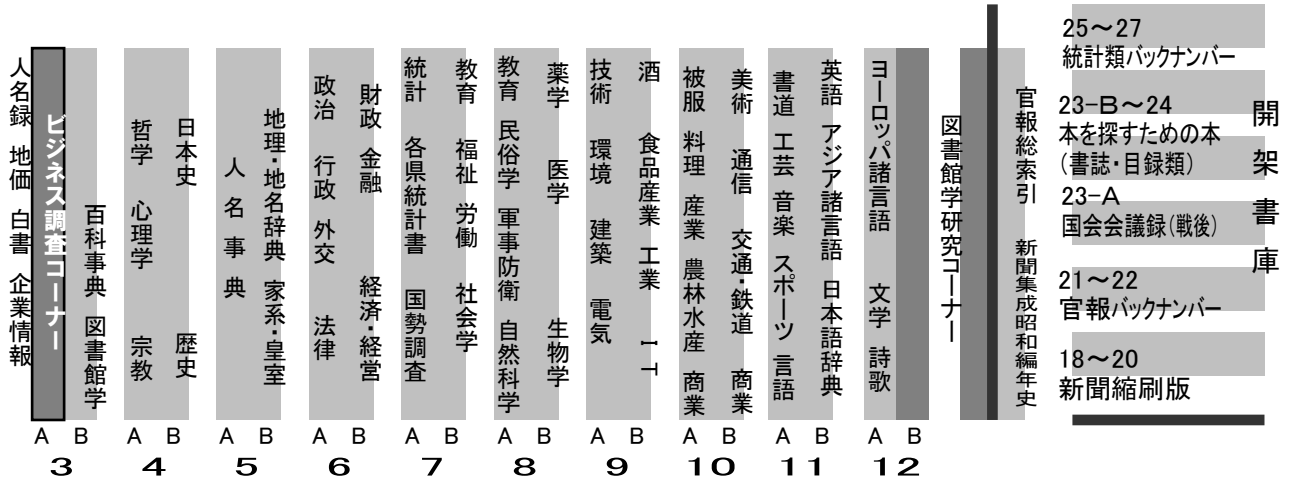 人名録 地価 白書 企業情報
ビジネス調査コーナー
百科事典 図書館学
A B
3
哲学 心理学 宗教
日本史 歴史
A B
4
人名事典
地理・地名辞典 家系・皇室
A B
5
政治 行政 外交 法律
財政 金融 経済・経営
A B
6
統計 各県統計書 国勢調査
教育 福祉 労働 社会学
A B
7
教育 民俗学 軍事防衛 自然科学
薬学 医学 生物学
A B
8
技術 環境 建築 電気
酒 食品産業 工業 IT
A B
9
被服 料理 産業 農林水産 商業
美術 通信 交通・鉄道 商業
A B
10
書道 工芸 音楽 スポーツ 言語
英語 アジア諸言語 日本語辞典
A B
11
ヨーロッパ諸言語 文学 詩歌
A B
12
図書館学研究コーナー
官報総索引 新聞集成昭和編年史
25～27
統計類バックナンバー
23-B～24
本を探すための本
(書誌・目録類)
23-A
国会会議録(戦後)
21～22
官報バックナンバー
18～20
新聞縮刷版
開架書庫